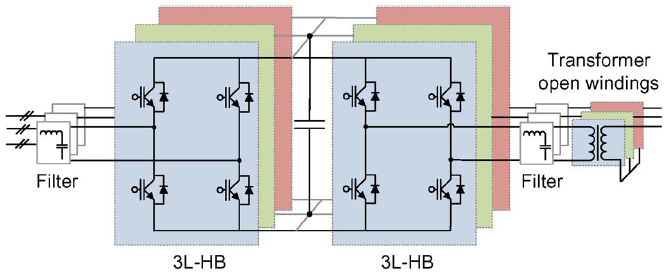 Transformer
open windings
Filter
Filter
3L-HB
3L-HB